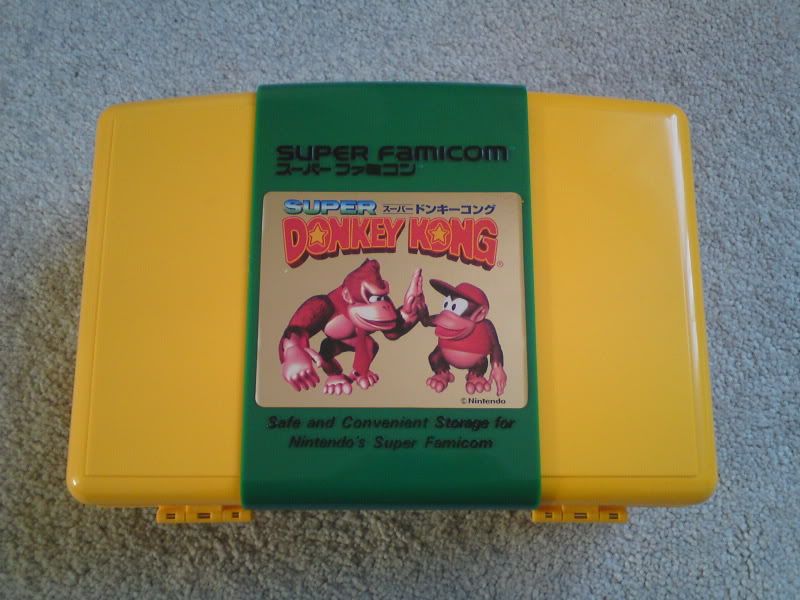 SUPER FAMICOM
スーパーファミコン
SUPER スーパードンキーコング
DONKEY KONG®
©Nintendo
Safe and Convenient Storage for
Nintendo's Super Famicom